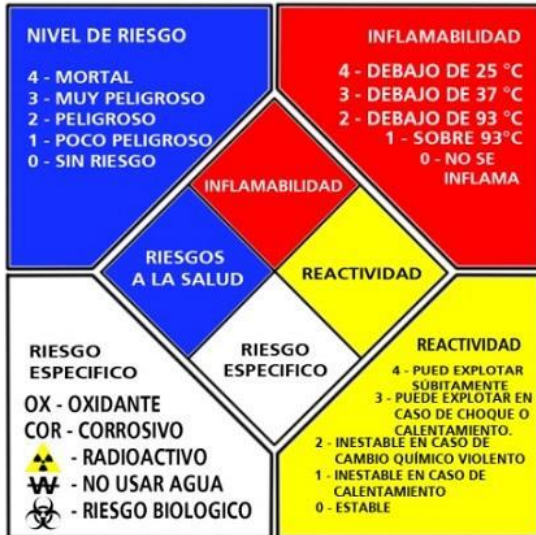 NIVEL DE RIESGO
4 - MORTAL
3 - MUY PELIGROSO
2 - PELIGROSO
1 - POCO PELIGROSO
0 - SIN RIESGO
INFLAMABILIDAD
4 - DEBAJO DE 25 °C
3 - DEBAJO DE 37 °C
2 - DEBAJO DE 93 °C
1 - SOBRE 93°C
0 - NO SE
INFLAMA
INFLAMABILIDAD
RIESGOS
A LA SALUD
REACTIVIDAD
RIESGO
ESPECIFICO
RIESGO
ESPECIFICO
OX - OXIDANTE
COR - CORROSIVO
- RADIOACTIVO
W - NO USAR AGUA
- RIESGO BIOLOGICO
REACTIVIDAD
4 - PUED EXPLOTAR
SÚBITAMENTE
3 - PUEDE EXPLOTAR EN
CASO DE CHOQUE O
CALENTAMIENTO.
2 - INESTABLE EN CASO DE
CAMBIO QUÍMICO VIOLENTO
1 - INESTABLE EN CASO DE
CALENTAMIENTO
0 - ESTABLE